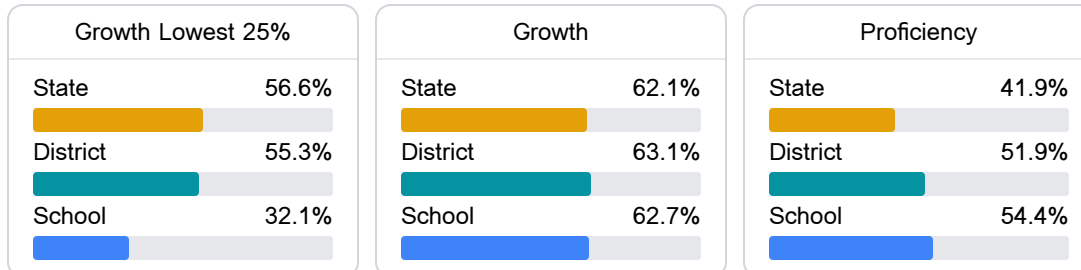 Growth Lowest 25%
State 56.6%
District 55.3%
School 32.1%
Growth
State 62.1%
District 63.1%
School 62.7%
Proficiency
State 41.9%
District 51.9%
School 54.4%